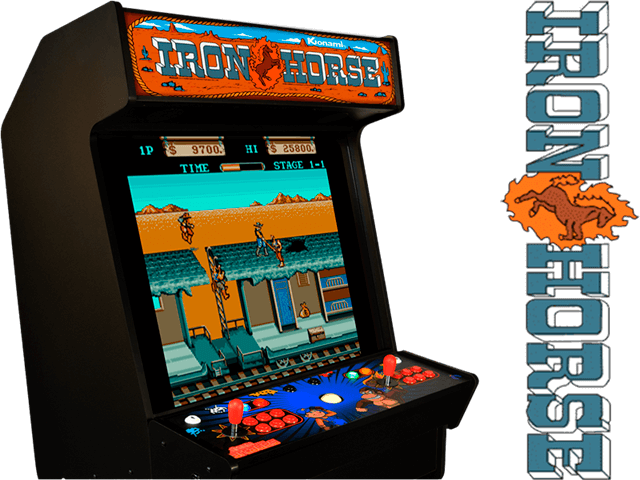 Konami
IRON HORSE
1P $ 9700. HI $ 25800.
TIME STAGE 1-1
IRON HORSE